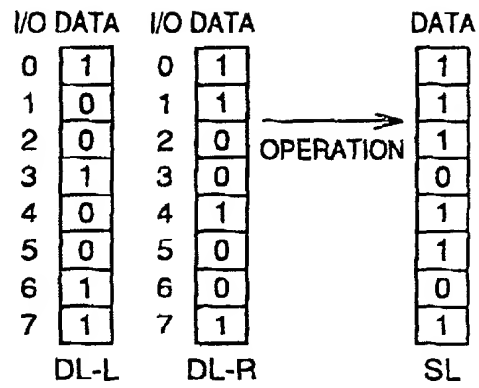 I/O DATA I/O DATA DATA
0 1 0 1 1
1 0 1 1 1
2 0 2 0 OPERATION 1
3 1 3 0 0
4 0 4 1 1
5 0 5 0 1
6 1 6 0 0
7 1 7 1 1
DL-L DL-R SL